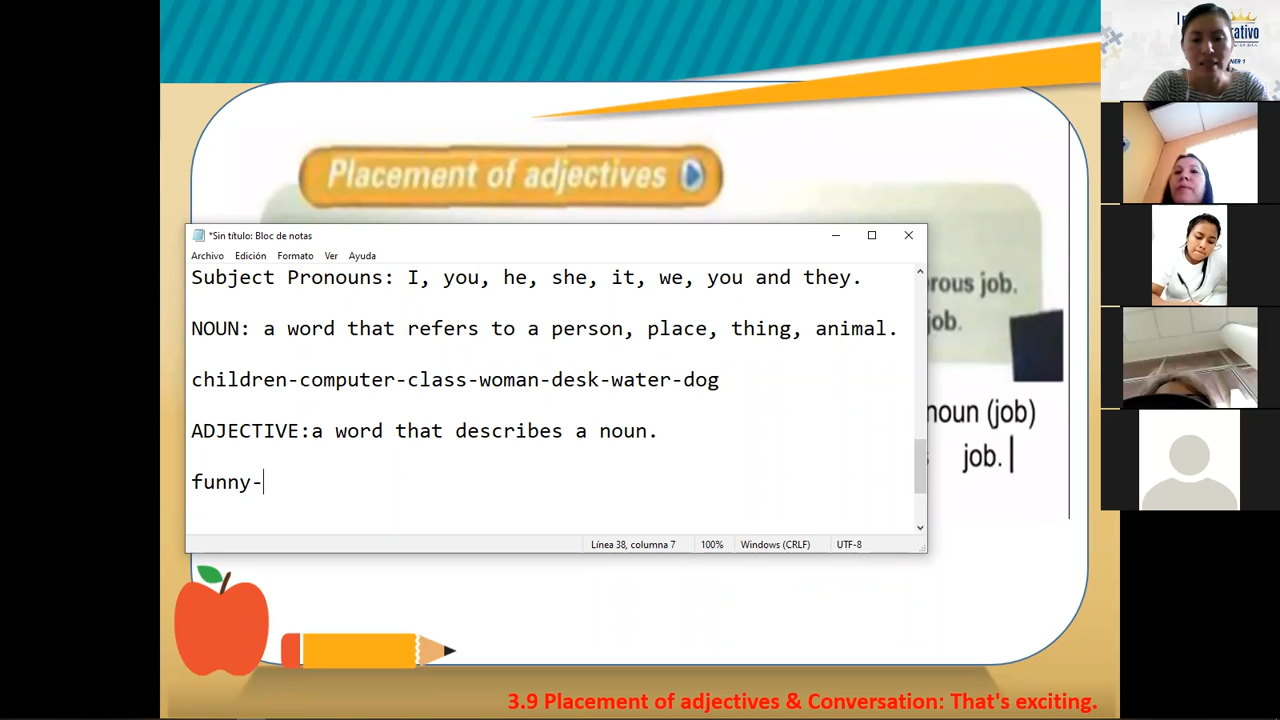 Placement of adjectives
*Sin título: Bloc de notas
Archivo Edición Formato Ver Ayuda
Subject Pronouns: I, you, he, she, it, we, you and they.
NOUN: a word that refers to a person, place, thing, animal.
children-computer-class-woman-desk-water-dog
ADJECTIVE:a word that describes a noun.
funny-
Línea 38, columna 7 100% Windows (CRLF) UTF-8
rous job.
job.
noun (job)
job.
3.9 Placement of adjectives & Conversation: That's exciting.
rativo
NER 1